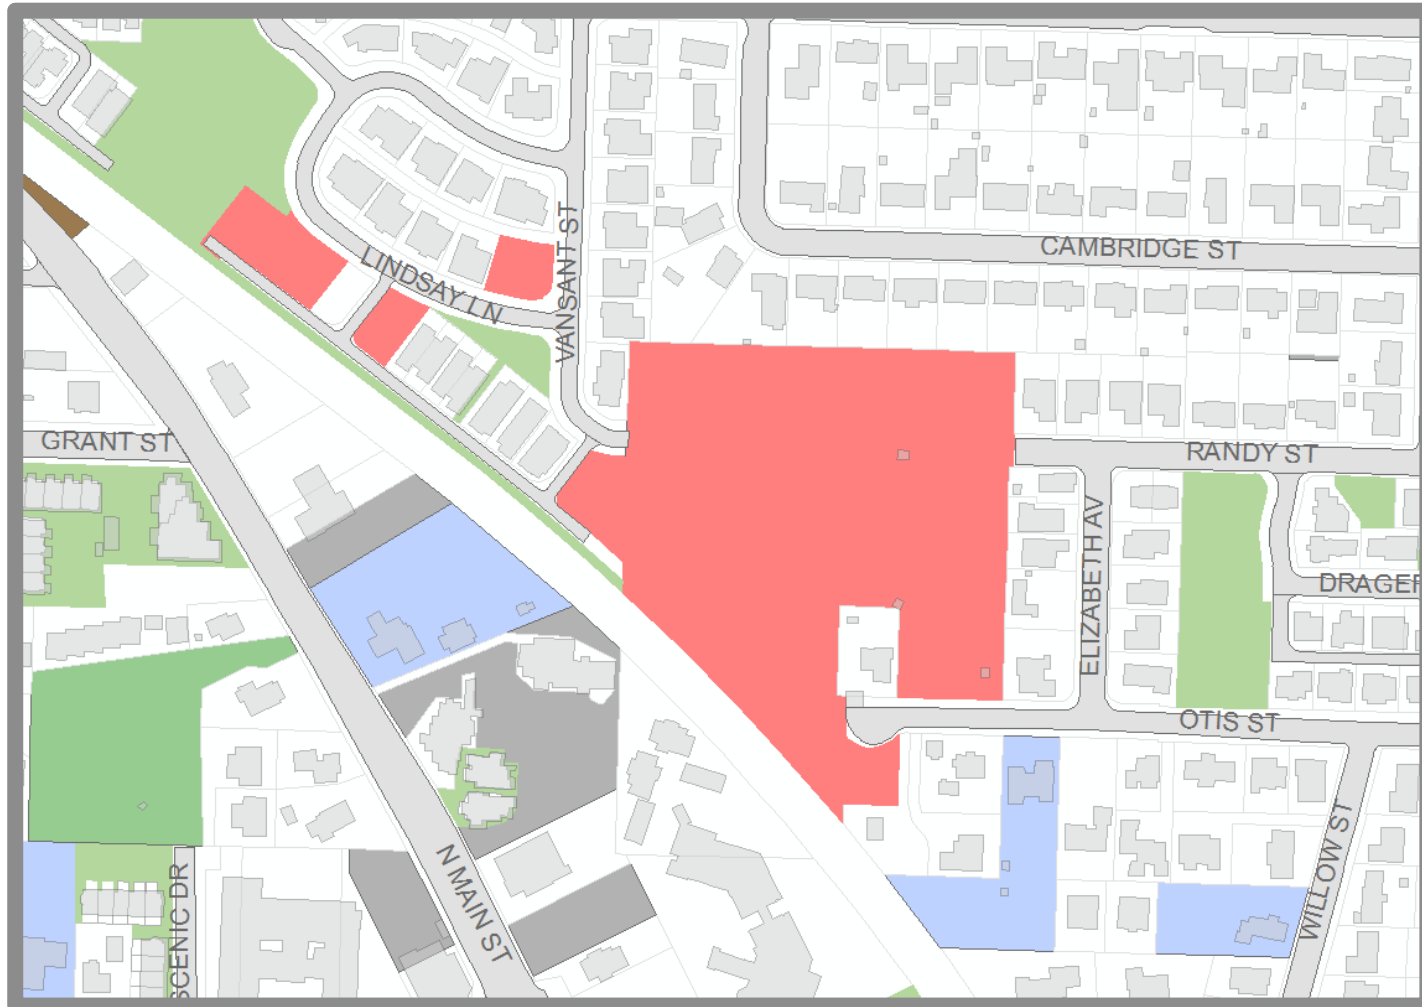 CAMBRIDGE ST
LINDSAY LN
VANSANT ST
GRANT ST
RANDY ST
ELIZABETH AV
DRAGER
OTIS ST
WILLOW ST
N MAIN ST
SCENIC DR